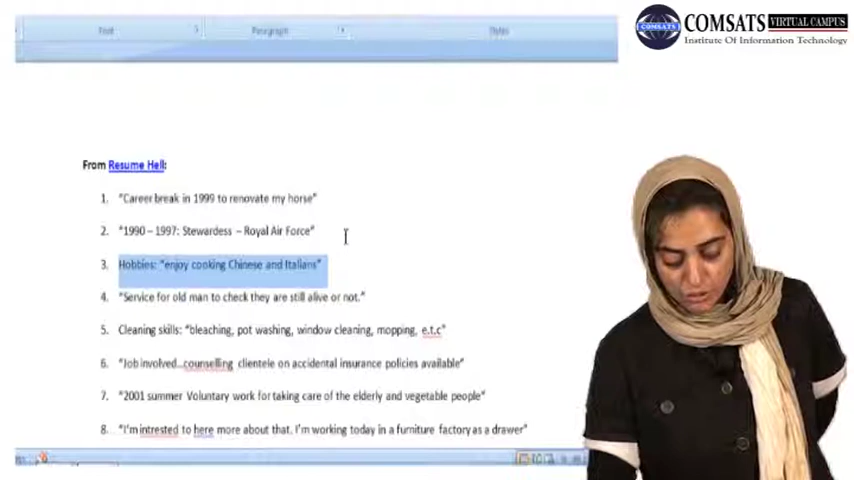 COMSATS VIRTUAL CAMPUS
Institute Of Information Technology
Font Paragraph Styles
From Resume Hell:
1. "Career break in 1999 to renovate my horse"
2. "1990 – 1997: Stewardess – Royal Air Force"
3. Hobbies: "enjoy cooking Chinese and Italians"
4. "Service for old man to check they are still alive or not."
5. Cleaning skills: "bleaching, pot washing, window cleaning, mopping, e.t.c"
6. "Job involved...counselling clientele on accidental insurance policies available"
7. "2001 summer Voluntary work for taking care of the elderly and vegetable people"
8. "I'm intrested to here more about that. I'm working today in a furniture factory as a drawer"